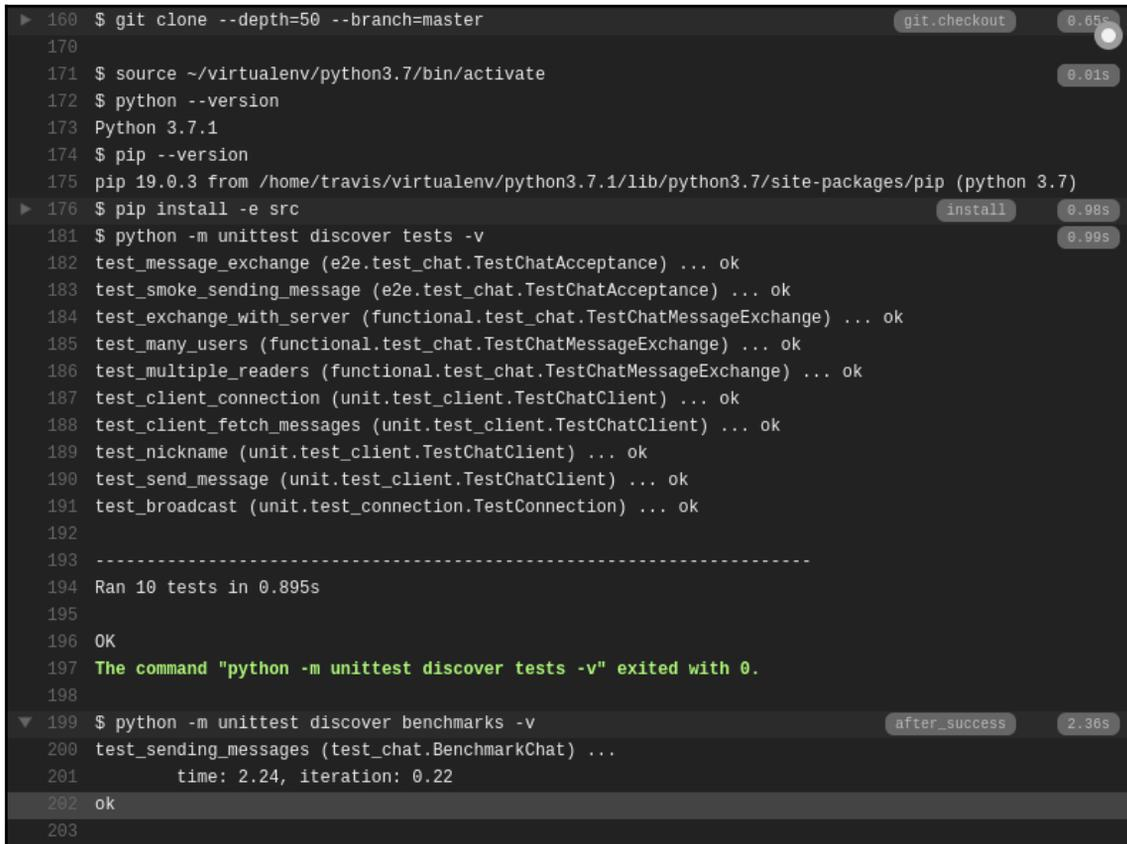 160 $ git clone --depth=50 --branch=master git.checkout 0.65s
170
171 $ source ~/virtualenv/python3.7/bin/activate 0.01s
172 $ python --version
173 Python 3.7.1
174 $ pip --version
175 pip 19.0.3 from /home/travis/virtualenv/python3.7.1/lib/python3.7/site-packages/pip (python 3.7)
176 $ pip install -e src install 0.98s
181 $ python -m unittest discover tests -v 0.99s
182 test_message_exchange (e2e.test_chat.TestChatAcceptance) ... ok
183 test_smoke_sending_message (e2e.test_chat.TestChatAcceptance) ... ok
184 test_exchange_with_server (functional.test_chat.TestChatMessageExchange) ... ok
185 test_many_users (functional.test_chat.TestChatMessageExchange) ... ok
186 test_multiple_readers (functional.test_chat.TestChatMessageExchange) ... ok
187 test_client_connection (unit.test_client.TestChatClient) ... ok
188 test_client_fetch_messages (unit.test_client.TestChatClient) ... ok
189 test_nickname (unit.test_client.TestChatClient) ... ok
190 test_send_message (unit.test_client.TestChatClient) ... ok
191 test_broadcast (unit.test_connection.TestConnection) ... ok
192
193 ----------------------------------------------------------------------
194 Ran 10 tests in 0.895s
195
196 OK
197 The command "python -m unittest discover tests -v" exited with 0.
198
199 $ python -m unittest discover benchmarks -v after_success 2.36s
200 test_sending_messages (test_chat.BenchmarkChat) ...
201 time: 2.24, iteration: 0.22
202 ok
203